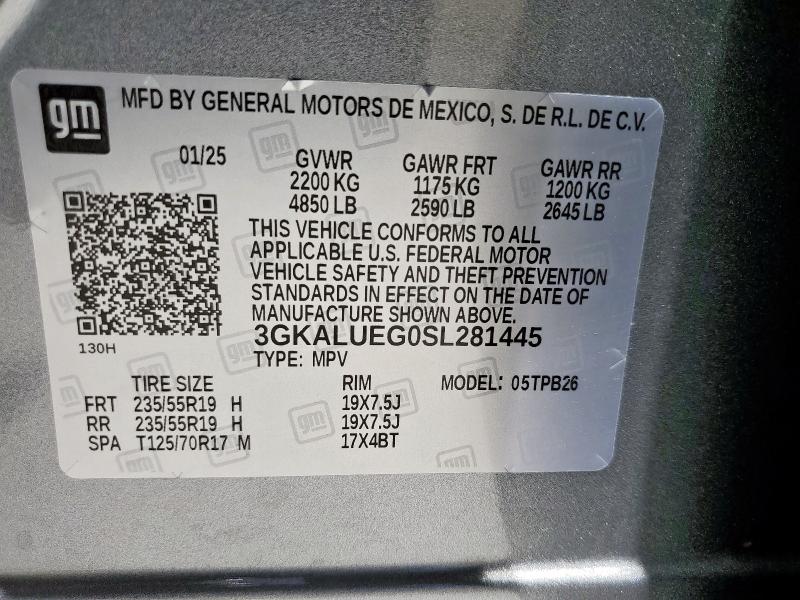 gm MFD BY GENERAL MOTORS DE MEXICO, S. DE R.L. DE C.V.
01/25 GVWR GAWR FRT GAWR RR
2200 KG 1175 KG 1200 KG
4850 LB 2590 LB 2645 LB
THIS VEHICLE CONFORMS TO ALL
APPLICABLE U.S. FEDERAL MOTOR
VEHICLE SAFETY AND THEFT PREVENTION
STANDARDS IN EFFECT ON THE DATE OF
MANUFACTURE SHOWN ABOVE.
3GKALUEG0SL281445
130H
TYPE: MPV
TIRE SIZE RIM MODEL: 05TPB26
FRT 235/55R19 H 19X7.5J
RR 235/55R19 H 19X7.5J
SPA T125/70R17 M 17X4BT